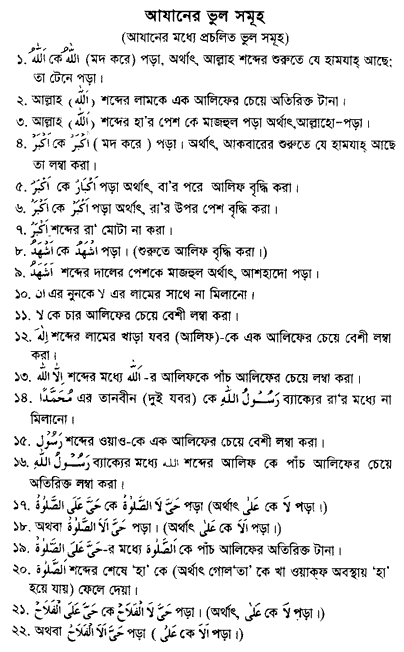 আযানের ভুল সমূহ
(আযানের মধ্যে প্রচলিত ভুল সমূহ)
১. اَللّٰهُ কে آللّٰهُ (মদ করে) পড়া, অর্থাৎ, আল্লাহ শব্দের শুরুতে যে হামযাহ আছে;
তা টেনে পড়া।
২. আল্লাহ (اَللّٰهُ) শব্দের লামকে এক আলিফের চেয়ে অতিরিক্ত টানা।
৩. আল্লাহ (اَللّٰهُ) শব্দের হা'র পেশ কে মাজহুল পড়া অর্থাৎ,আল্লাহো-পড়া।
৪. اَكْبَرُ কে آكْبَرُ (মদ করে) পড়া। অর্থাৎ, আকবারের শুরুতে যে হামযাহ আছে
তা লম্বা করা।
৫. اَكْبَرُ কে اَكْبَارُ পড়া অর্থাৎ, বা'র পরে আলিফ বৃদ্ধি করা।
৬. اَكْبَرْ কে اَكْبَرُ পড়া অর্থাৎ, রা'র উপর পেশ বৃদ্ধি করা।
৭. اَكْبَرْ শব্দের রা' মোটা না করা।
৮. اَشْهَدُ কে آشْهَدُ পড়া। (শুরুতে আলিফ বৃদ্ধি করা।)
৯. اَشْهَدُ শব্দের দালের পেশকে মাজহুল অর্থাৎ, আশহাদো পড়া।
১০. ان এর নুনকে لا এর লামের সাথে না মিলানো।
১১. لا কে চার আলিফের চেয়ে বেশী লম্বা করা।
১২. اِلٰهَ শব্দের লামের খাড়া যবর (আলিফ)-কে এক আলিফের চেয়ে বেশী লম্বা
করা।
১৩. اِلَّا اللّٰهُ শব্দের মধ্যে اَللّٰهُ-র আলিফকে পাঁচ আলিফের চেয়ে লম্বা করা।
১৪. مُحَمَّدًا এর তানবীন (দুই যবর) কে رَسُوْلُ اللّٰهِ ব্যাক্যের রা'র মধ্যে না
মিলানো।
১৫. رَسُوْلُ শব্দের ওয়াও-কে এক আলিফের চেয়ে বেশী লম্বা করা।
১৬. رَسُوْلُ اللّٰهِ ব্যাক্যের মধ্যে الله শব্দের আলিফ কে পাঁচ আলিফের চেয়ে
অতিরিক্ত লম্বা করা।
১৭. حَىَّ عَلَى الصَّلٰوةْ কে حَىَّ لَا الصَّلٰوةْ পড়া (অর্থাৎ عَلٰى কে لَا পড়া।)
১৮. অথবা حَىَّ اَلَا الصَّلٰوةْ পড়া। (অর্থাৎ عَلٰى কে اَلَا পড়া।)
১৯. حَىَّ عَلَى الصَّلٰوةْ-র মধ্যে الصَّلٰوةْ কে পাঁচ আলিফের অতিরিক্ত টানা।
২০. الصَّلٰوةْ শব্দের শেষে 'হা' কে (অর্থাৎ গোল'তা' কে খা ওয়াক্ফ অবস্থায় 'হা'
হয়ে যায়) ফেলে দেয়া।
২১. حَىَّ عَلَى الْفَلَاحْ কে حَىَّ لَا الْفَلَاحْ পড়া। (অর্থাৎ, عَلٰى কে لَا পড়া।)
২২. অথবা حَىَّ اَلَا الْفَلَاحْ পড়া ( عَلٰى কে اَلَا পড়া।)